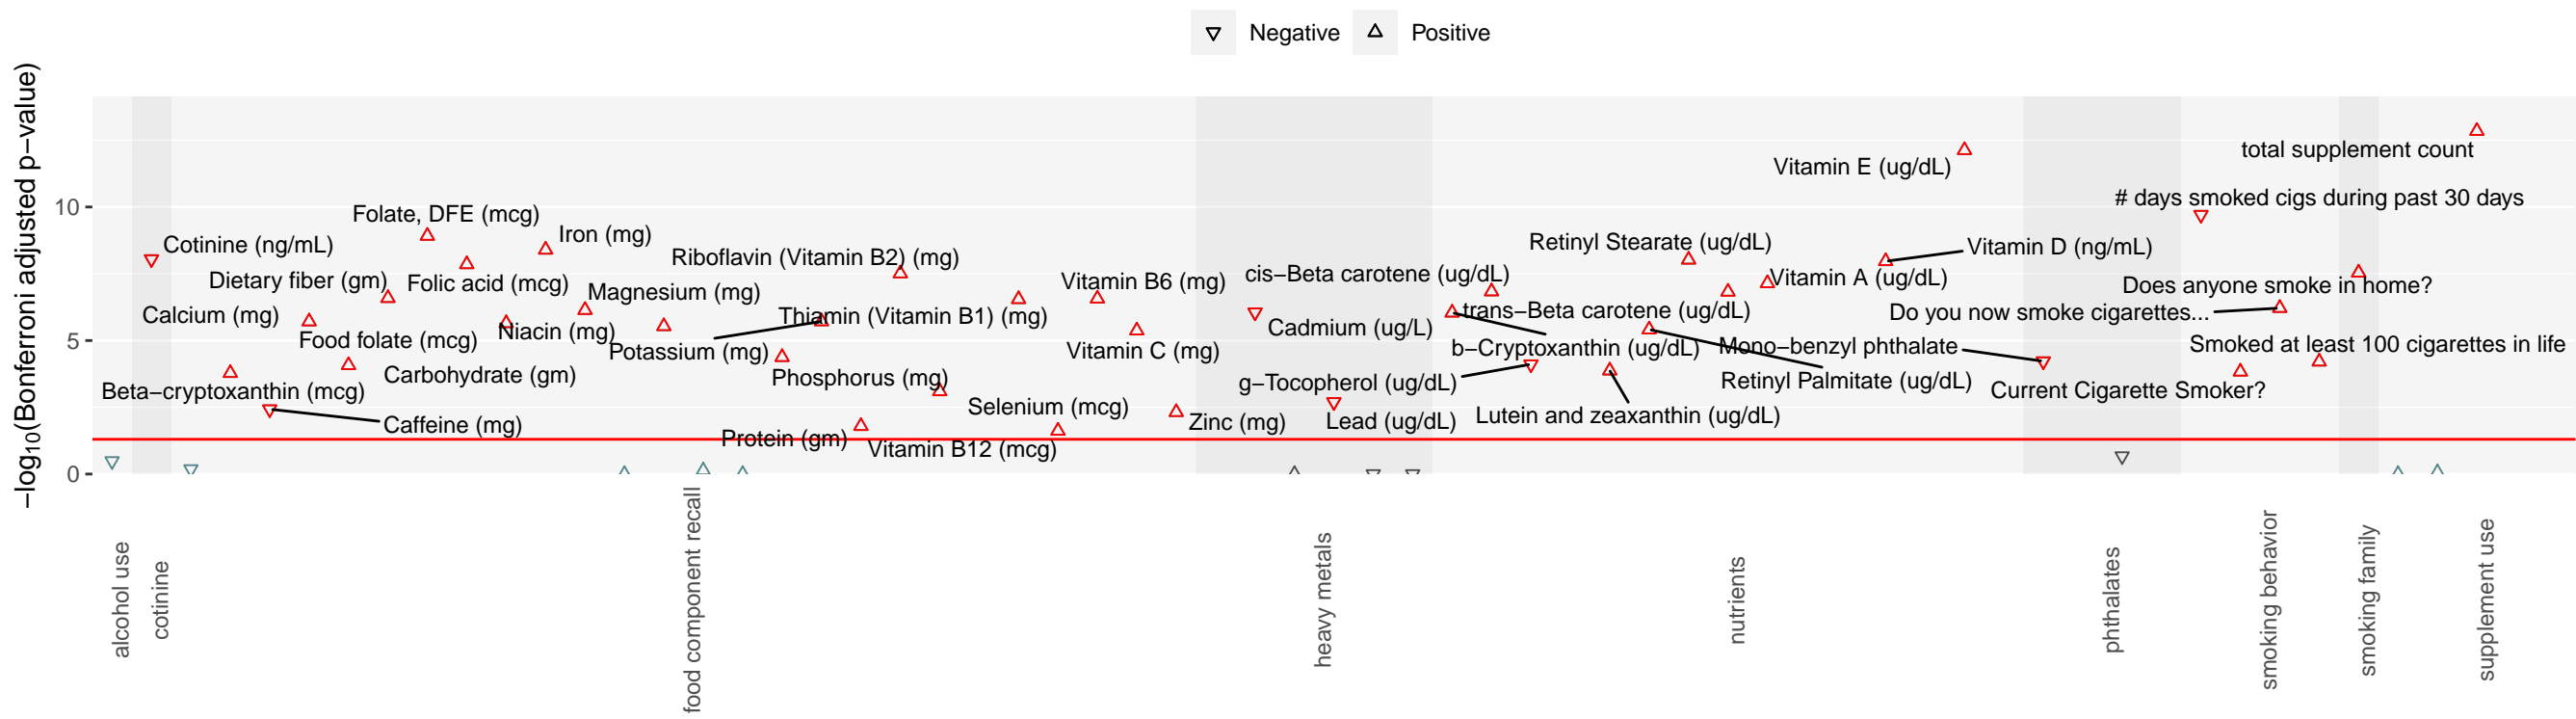 Negative
Positive
−log10(Bonferroni adjusted p−value)
10
5
0
total supplement count
Vitamin E (ug/dL)
# days smoked cigs during past 30 days
Folate, DFE (mcg)
Iron (mg)
Cotinine (ng/mL)
Riboflavin (Vitamin B2) (mg)
Retinyl Stearate (ug/dL)
Vitamin D (ng/mL)
Dietary fiber (gm)
Folic acid (mcg)
Magnesium (mg)
Vitamin B6 (mg)
cis−Beta carotene (ug/dL)
Vitamin A (ug/dL)
Does anyone smoke in home?
Calcium (mg)
Thiamin (Vitamin B1) (mg)
trans−Beta carotene (ug/dL)
Do you now smoke cigarettes...
Food folate (mcg)
Niacin (mg)
Cadmium (ug/L)
Potassium (mg)
Vitamin C (mg)
b−Cryptoxanthin (ug/dL)
Mono−benzyl phthalate
Smoked at least 100 cigarettes in life
Beta−cryptoxanthin (mcg)
Carbohydrate (gm)
Phosphorus (mg)
g−Tocopherol (ug/dL)
Retinyl Palmitate (ug/dL)
Current Cigarette Smoker?
Caffeine (mg)
Selenium (mcg)
Zinc (mg)
Lead (ug/dL)
Lutein and zeaxanthin (ug/dL)
Protein (gm)
Vitamin B12 (mcg)
alcohol use
cotinine
food component recall
heavy metals
nutrients
phthalates
smoking behavior
smoking family
supplement use